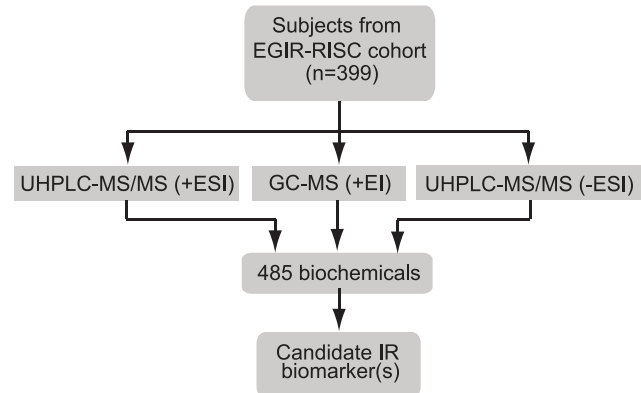 Subjects from
EGIR-RISC cohort
(n=399)
UHPLC-MS/MS (+ESI)
GC-MS (+EI)
UHPLC-MS/MS (-ESI)
485 biochemicals
Candidate IR
biomarker(s)